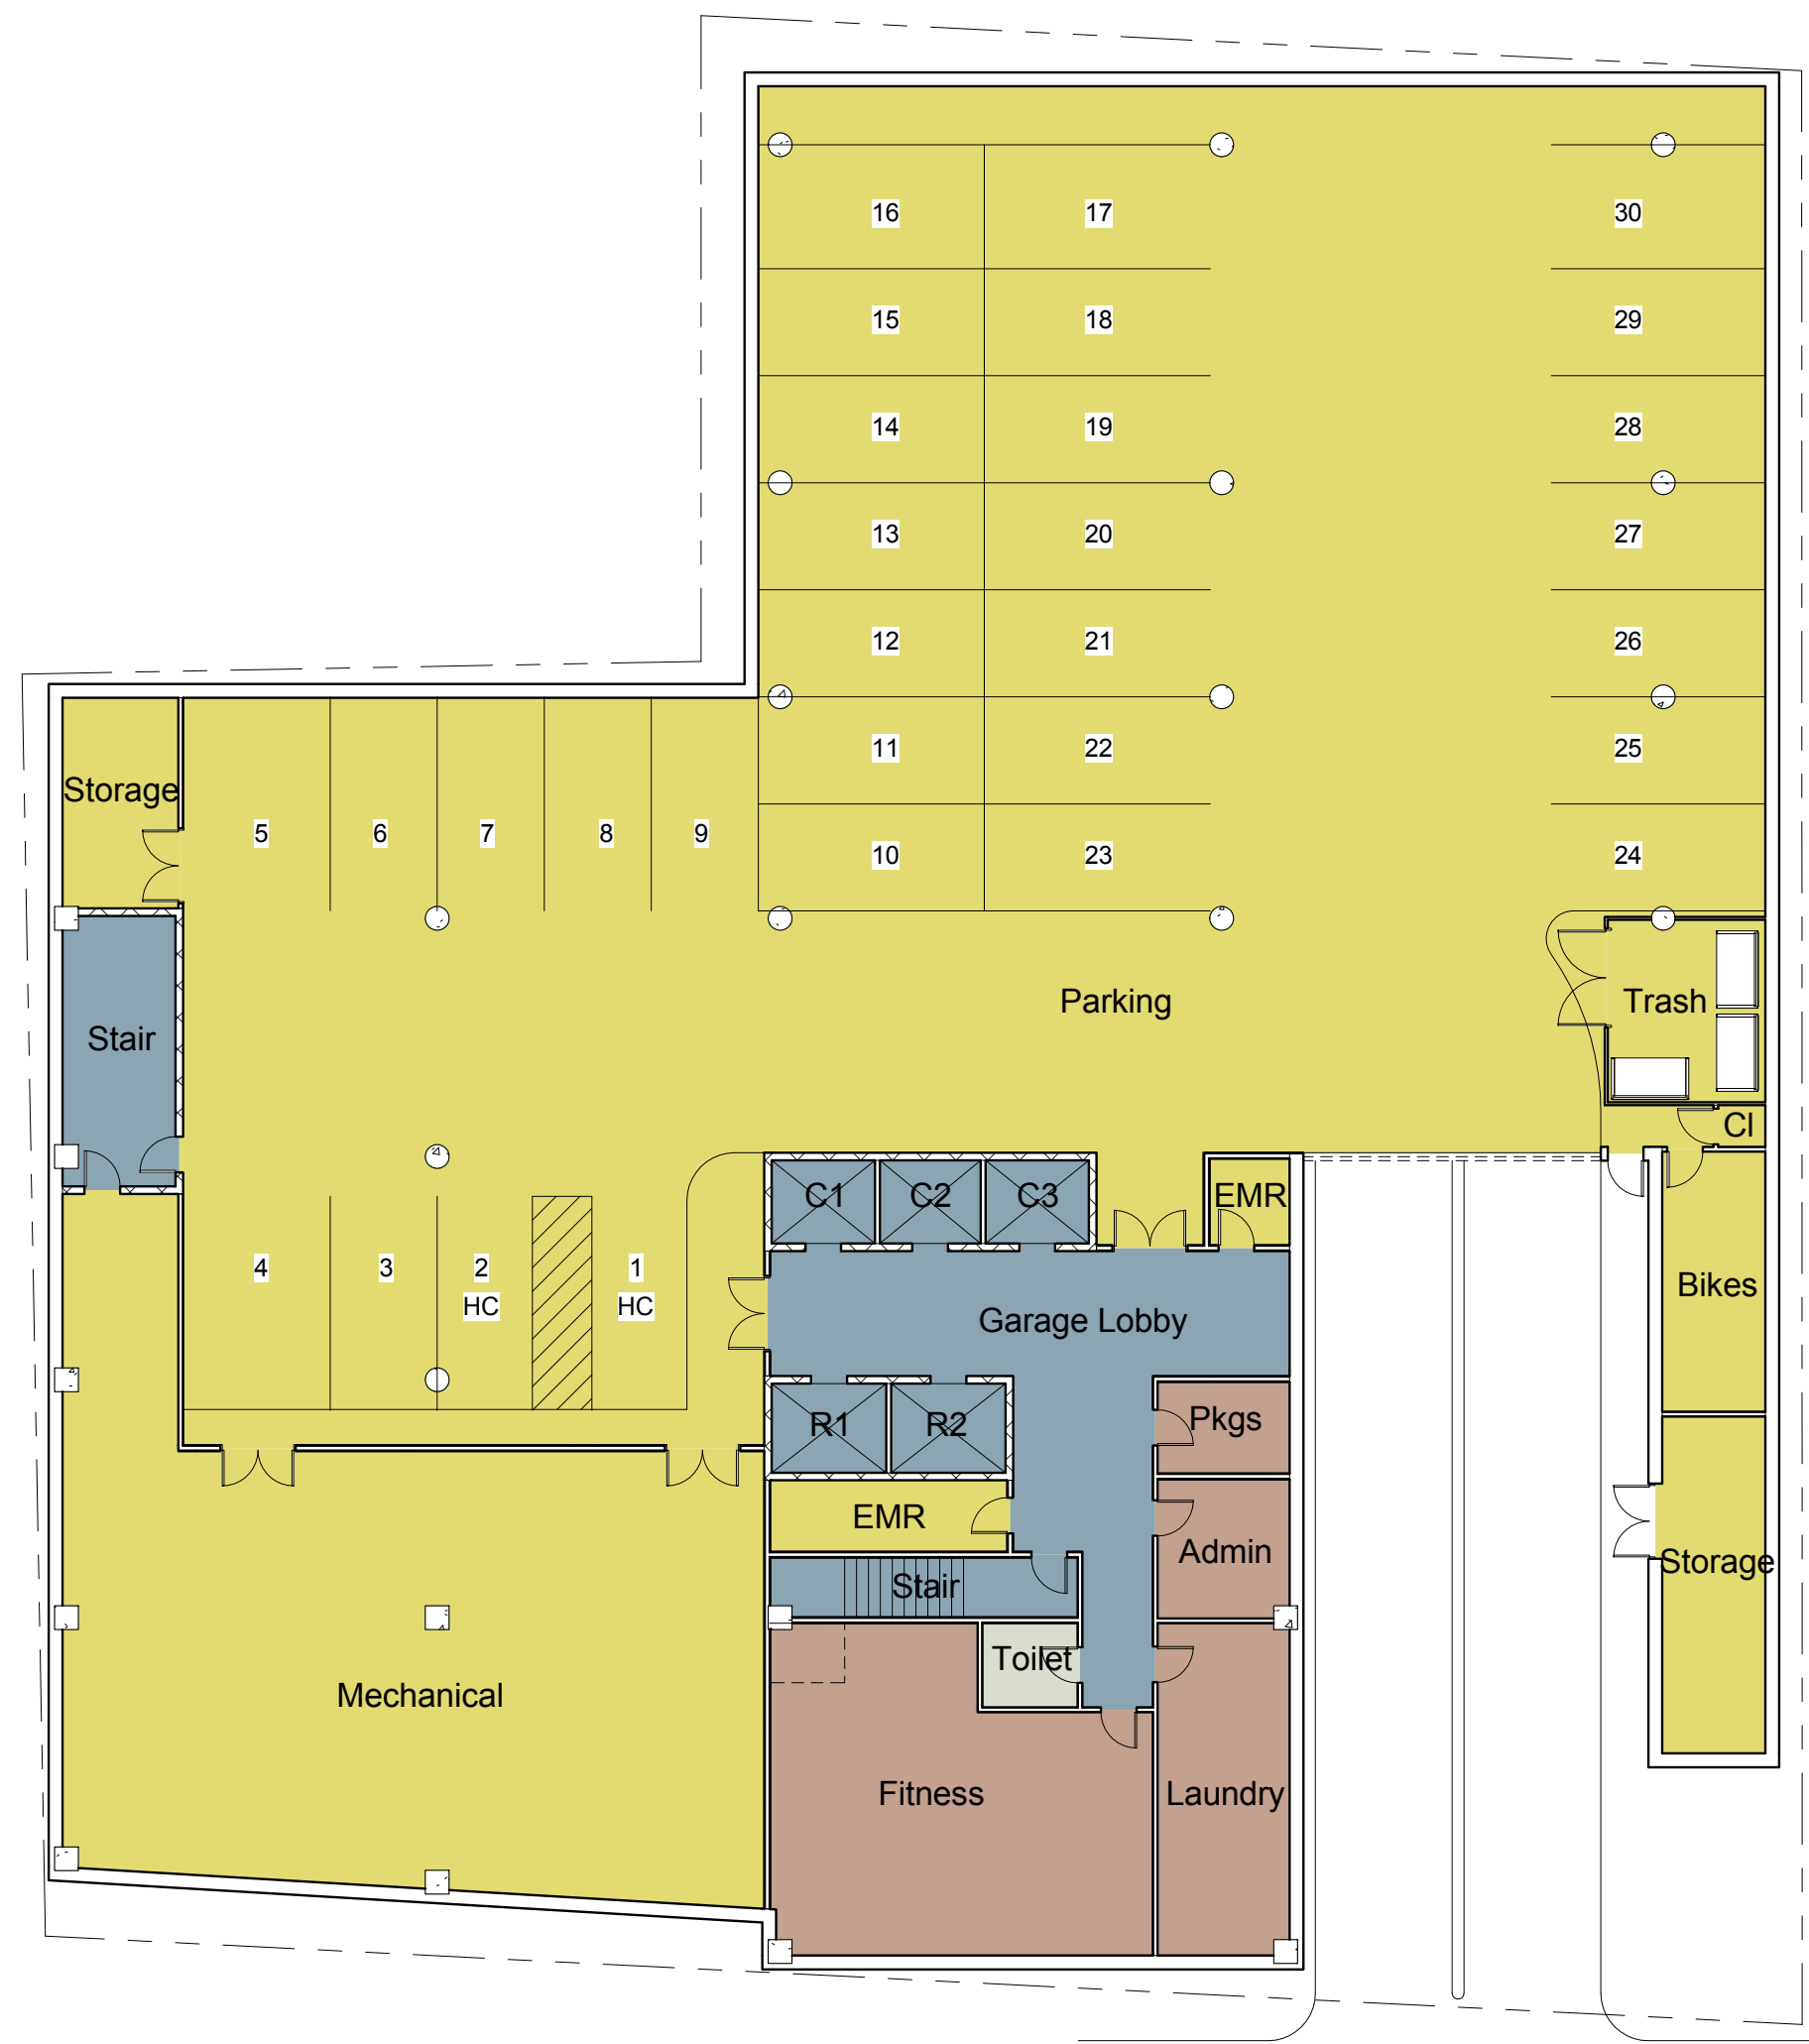 16 17 30
15 18 29
14 19 28
13 20 27
12 21 26
11 22 25
Storage
5 6 7 8 9
10 23 24
Parking
Trash
Stair
Cl
C1 C2 C3
EMR
4 3 2 1
HC HC
Bikes
Garage Lobby
Pkgs
R1 R2
EMR
Admin
Storage
Stair
Toilet
Mechanical
Fitness
Laundry